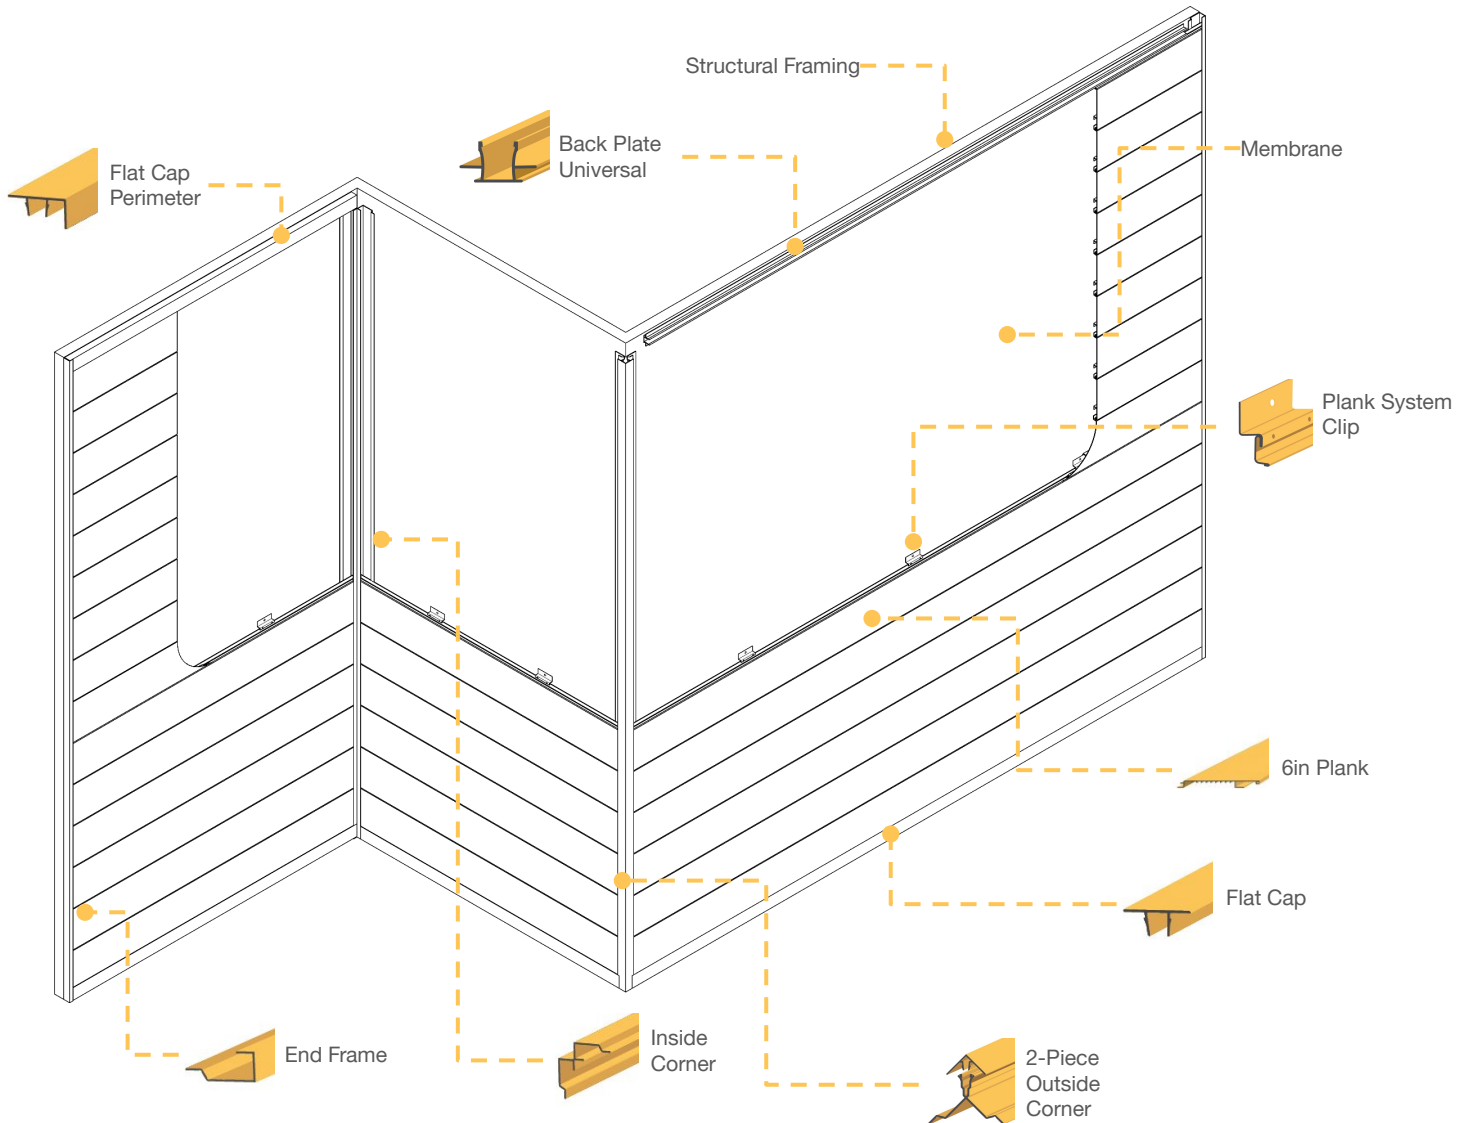 Structural Framing
Back Plate
Universal
Membrane
Flat Cap
Perimeter
Plank System
Clip
6in Plank
Flat Cap
End Frame
Inside
Corner
2-Piece
Outside
Corner